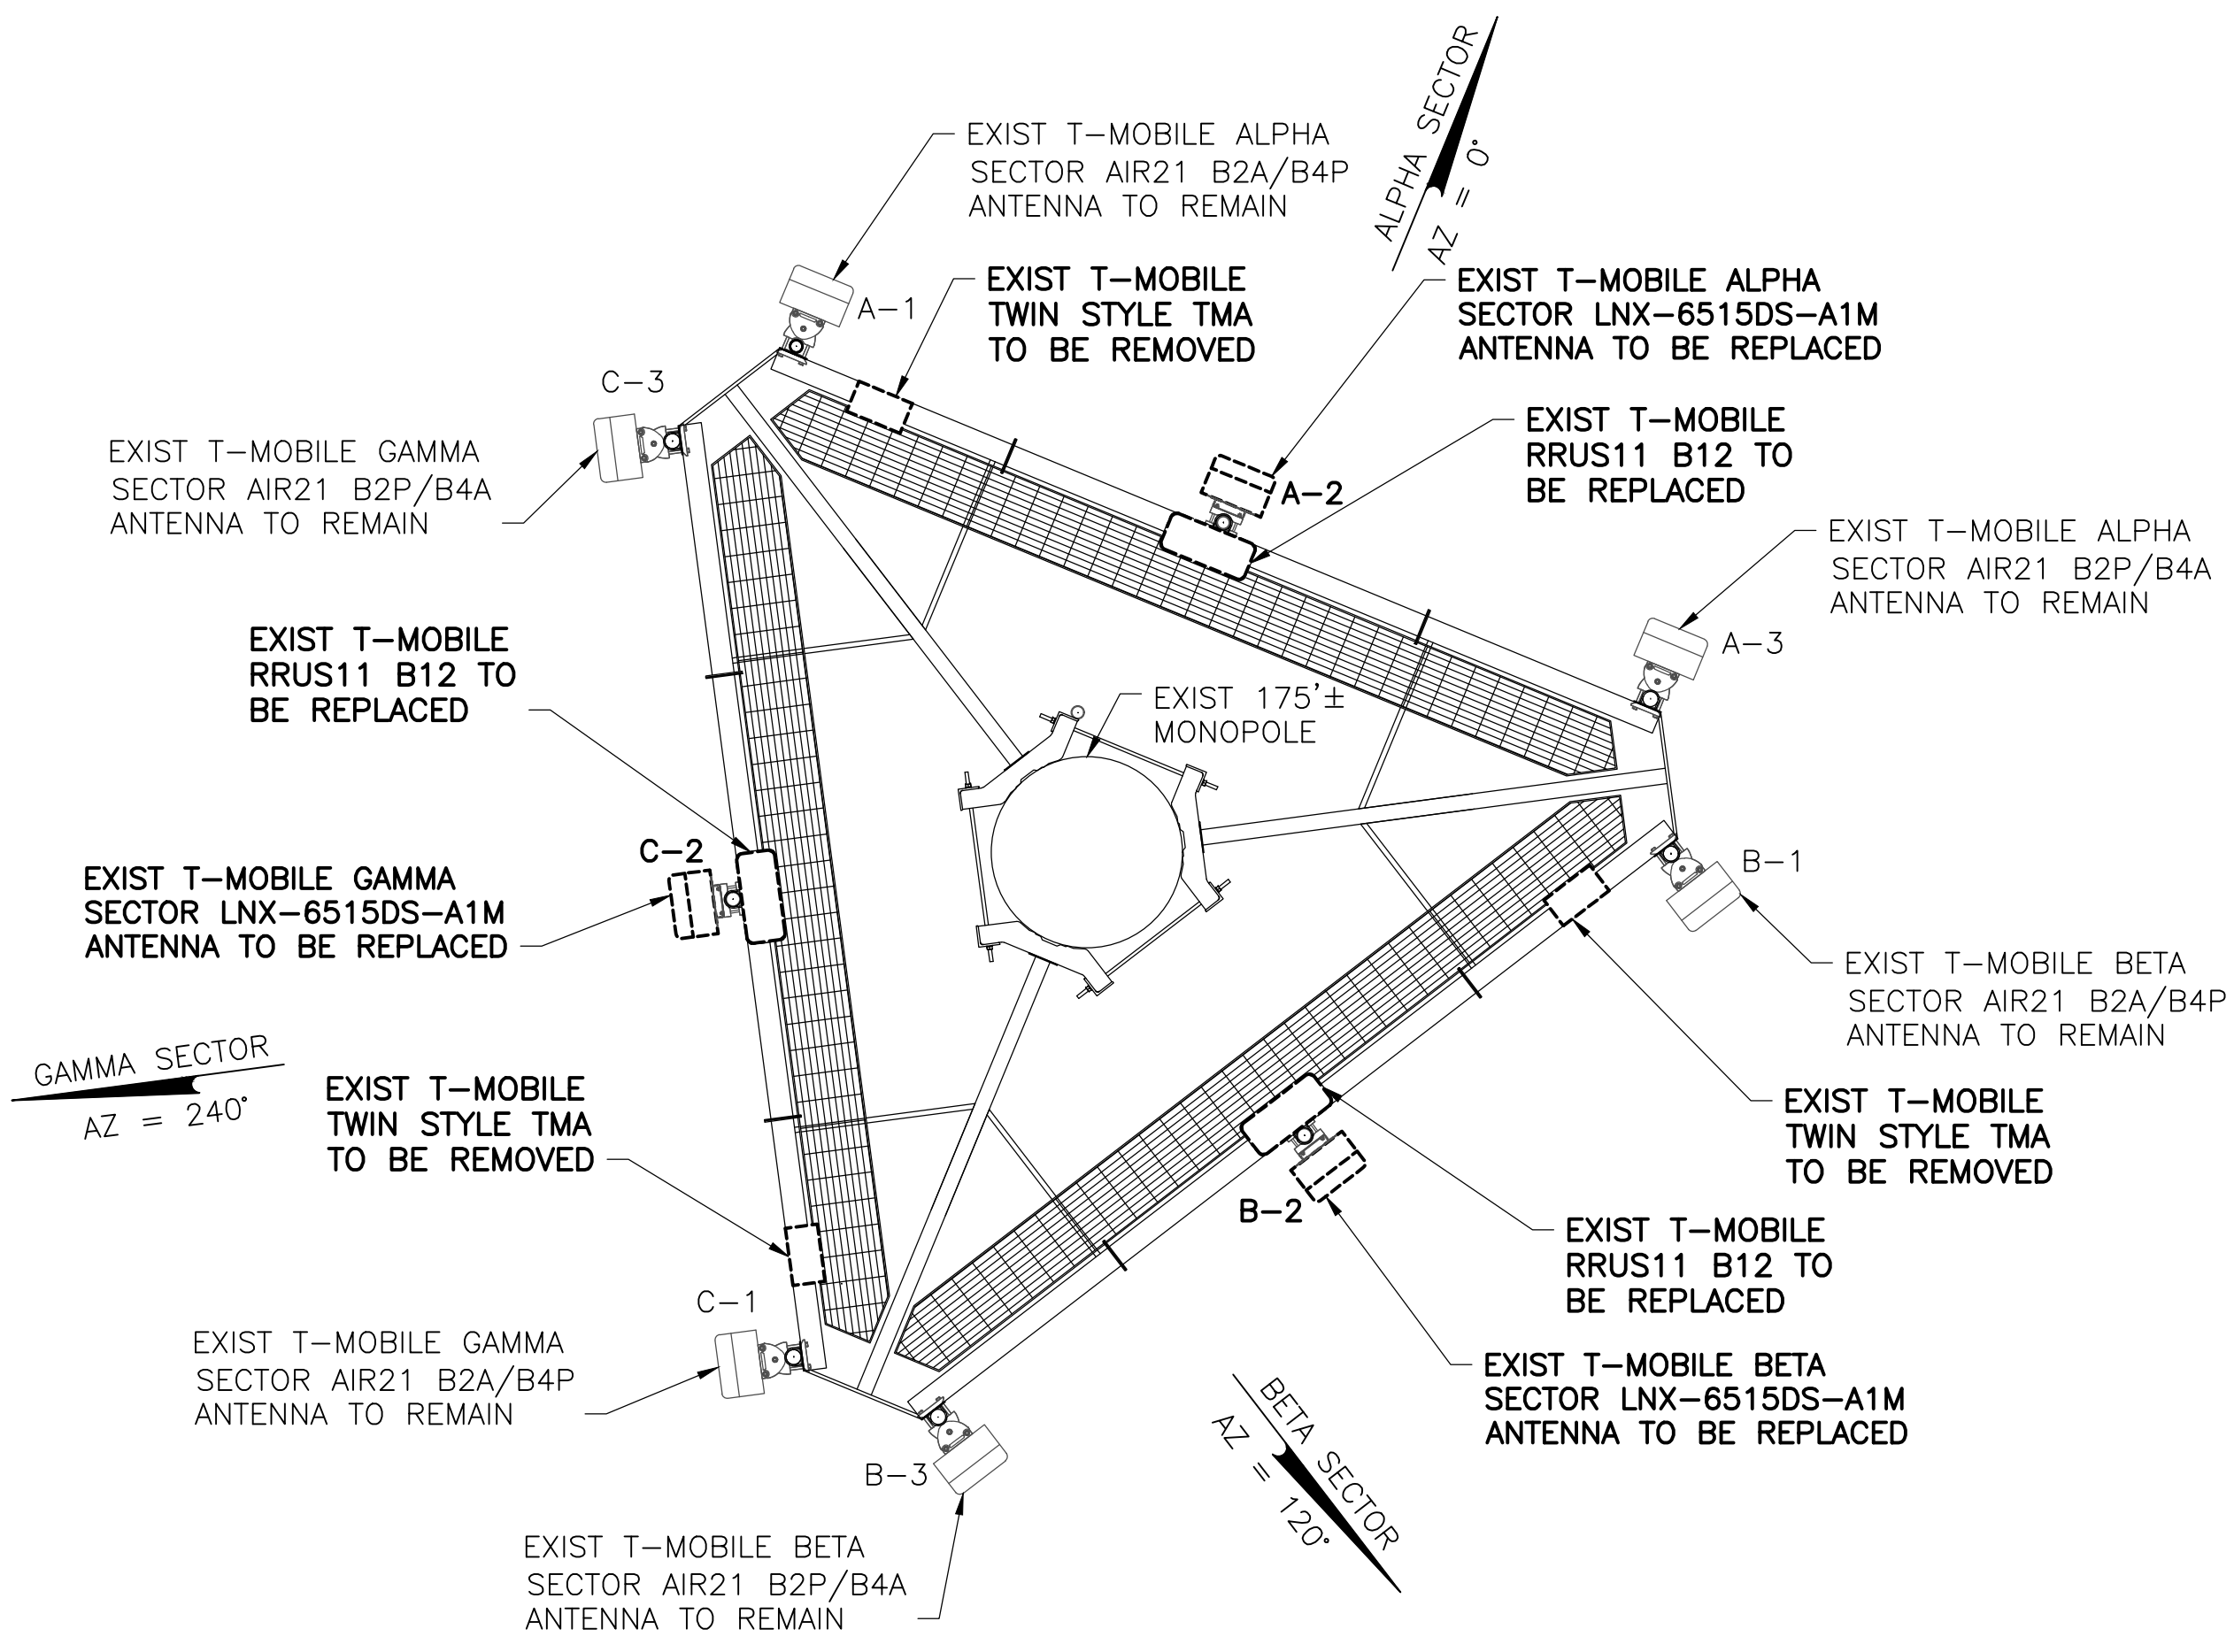 ALPHA SECTOR
AZ = 0°
EXIST T-MOBILE ALPHA
SECTOR AIR21 B2A/B4P
ANTENNA TO REMAIN
A-1
EXIST T-MOBILE
TWIN STYLE TMA
TO BE REMOVED
EXIST T-MOBILE ALPHA
SECTOR LNX-6515DS-A1M
ANTENNA TO BE REPLACED
A-2
EXIST T-MOBILE
RRUS11 B12 TO
BE REPLACED
C-3
EXIST T-MOBILE GAMMA
SECTOR AIR21 B2P/B4A
ANTENNA TO REMAIN
EXIST T-MOBILE ALPHA
SECTOR AIR21 B2P/B4A
ANTENNA TO REMAIN
A-3
EXIST T-MOBILE
RRUS11 B12 TO
BE REPLACED
EXIST 175'±
MONOPOLE
C-2
EXIST T-MOBILE GAMMA
SECTOR LNX-6515DS-A1M
ANTENNA TO BE REPLACED
B-1
EXIST T-MOBILE BETA
SECTOR AIR21 B2A/B4P
ANTENNA TO REMAIN
GAMMA SECTOR
AZ = 240°
EXIST T-MOBILE
TWIN STYLE TMA
TO BE REMOVED
EXIST T-MOBILE
TWIN STYLE TMA
TO BE REMOVED
B-2
EXIST T-MOBILE
RRUS11 B12 TO
BE REPLACED
C-1
EXIST T-MOBILE GAMMA
SECTOR AIR21 B2A/B4P
ANTENNA TO REMAIN
EXIST T-MOBILE BETA
SECTOR LNX-6515DS-A1M
ANTENNA TO BE REPLACED
BETA SECTOR
AZ = 120°
B-3
EXIST T-MOBILE BETA
SECTOR AIR21 B2P/B4A
ANTENNA TO REMAIN